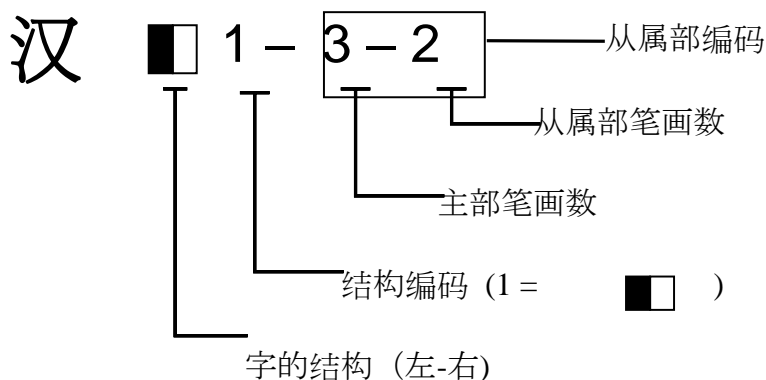 汉 1 – 3 – 2
从属部编码
从属部笔画数
主部笔画数
结构编码 (1 = )
字的结构 (左-右)